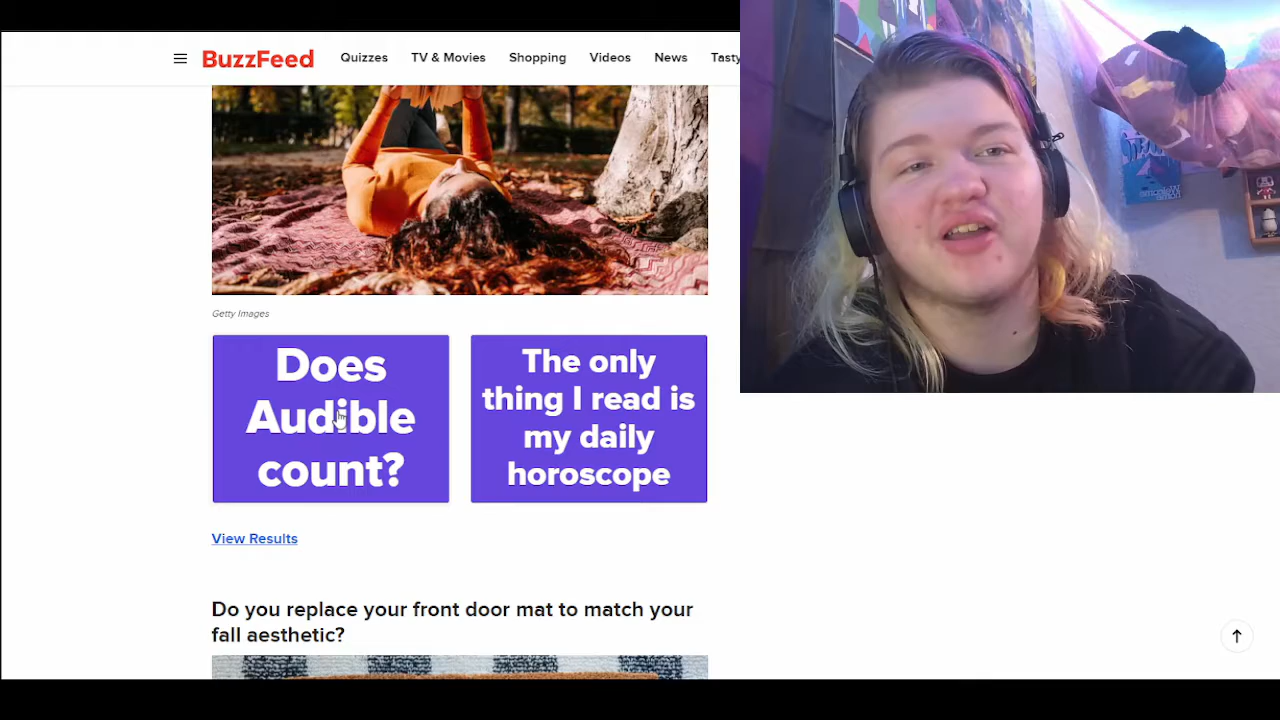 BuzzFeed Quizzes TV & Movies Shopping Videos News Tasty
Getty Images
Does
Audible
count?
The only
thing I read is
my daily
horoscope
View Results
Do you replace your front door mat to match your
fall aesthetic?